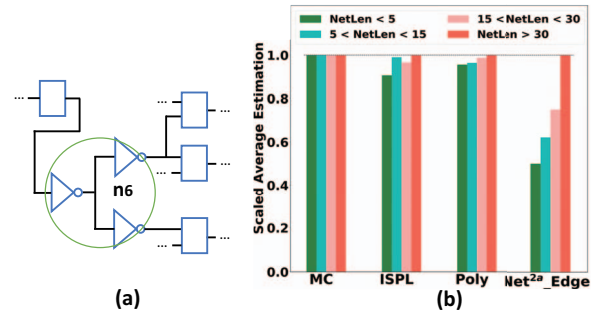 ...
...
...
...
...
n6
...
...
...
(a)
NetLen < 5
15 <NetLen < 30
5 < NetLen < 15
NetLen > 30
Scaled Average Estimation
1.0
0.8
0.6
0.4
0.2
0.0
MC
ISPL
Poly
Net²ᵃ_Edge
(b)